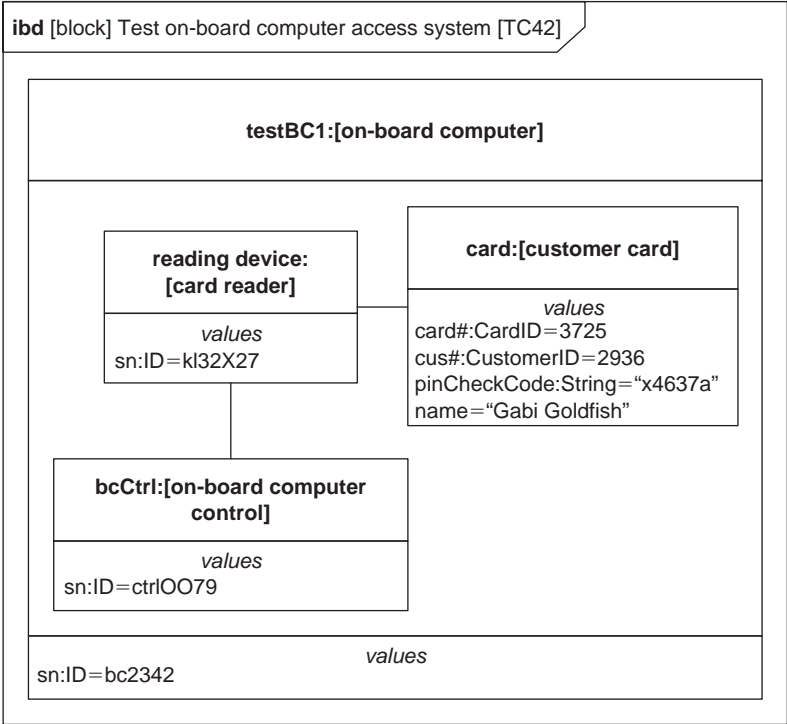 ibd [block] Test on-board computer access system [TC42]
testBC1:[on-board computer]
reading device:
[card reader]
values
sn:ID=kl32X27
card:[customer card]
values
card#:CardID=3725
cus#:CustomerID=2936
pinCheckCode:String=“x4637a”
name=“Gabi Goldfish”
bcCtrl:[on-board computer
control]
values
sn:ID=ctrlOO79
values
sn:ID=bc2342